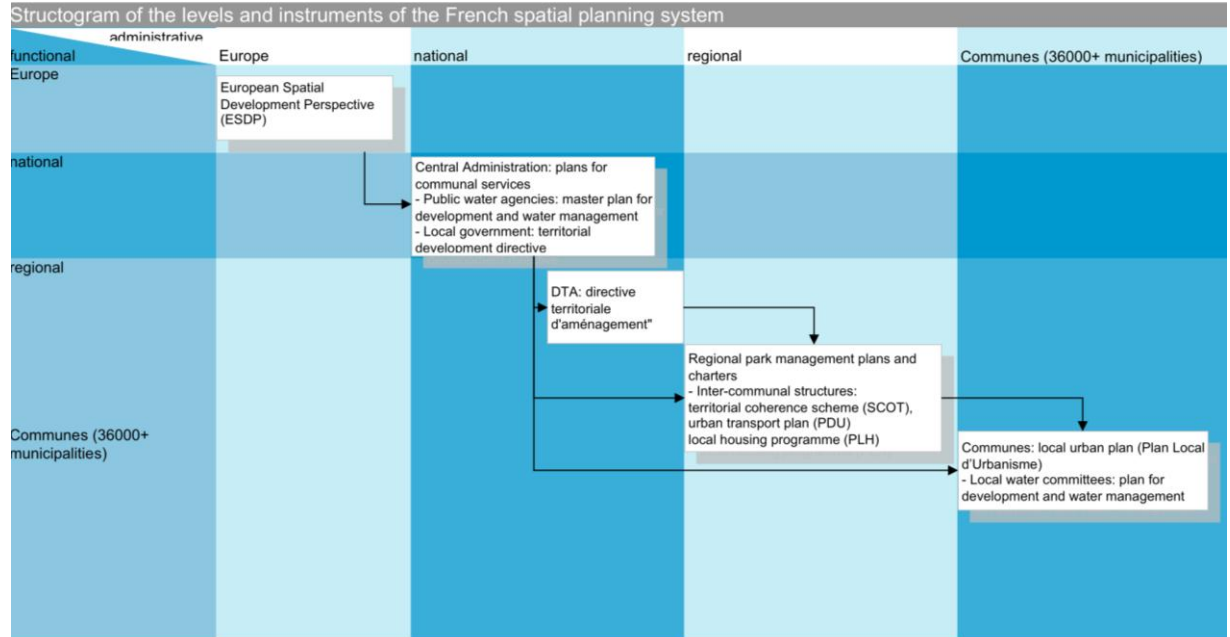 Structogram of the levels and instruments of the French spatial planning system
administrative
functional
Europe
national
regional
Communes (36000+ municipalities)
Europe
European Spatial
Development Perspective
(ESDP)
national
Central Administration: plans for
communal services
- Public water agencies: master plan for
development and water management
- Local government: territorial
development directive
regional
DTA: directive
territoriale
d'aménagement"
Regional park management plans and
charters
- Inter-communal structures:
territorial coherence scheme (SCOT),
urban transport plan (PDU)
local housing programme (PLH)
Communes (36000+
municipalities)
Communes: local urban plan (Plan Local
d'Urbanisme)
- Local water committees: plan for
development and water management